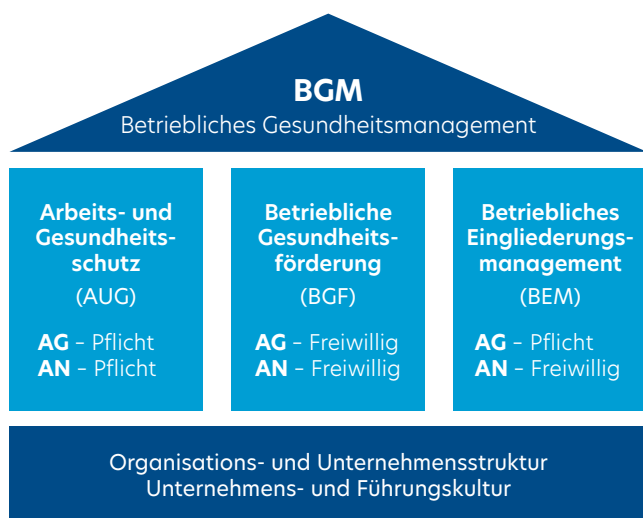 BGM
Betriebliches Gesundheitsmanagement
Arbeits- und
Gesundheits-
schutz
(AUG)
AG – Pflicht
AN – Pflicht
Betriebliche
Gesundheits-
förderung
(BGF)
AG – Freiwillig
AN – Freiwillig
Betriebliches
Eingliederungs-
management
(BEM)
AG – Pflicht
AN – Freiwillig
Organisations- und Unternehmensstruktur
Unternehmens- und Führungskultur